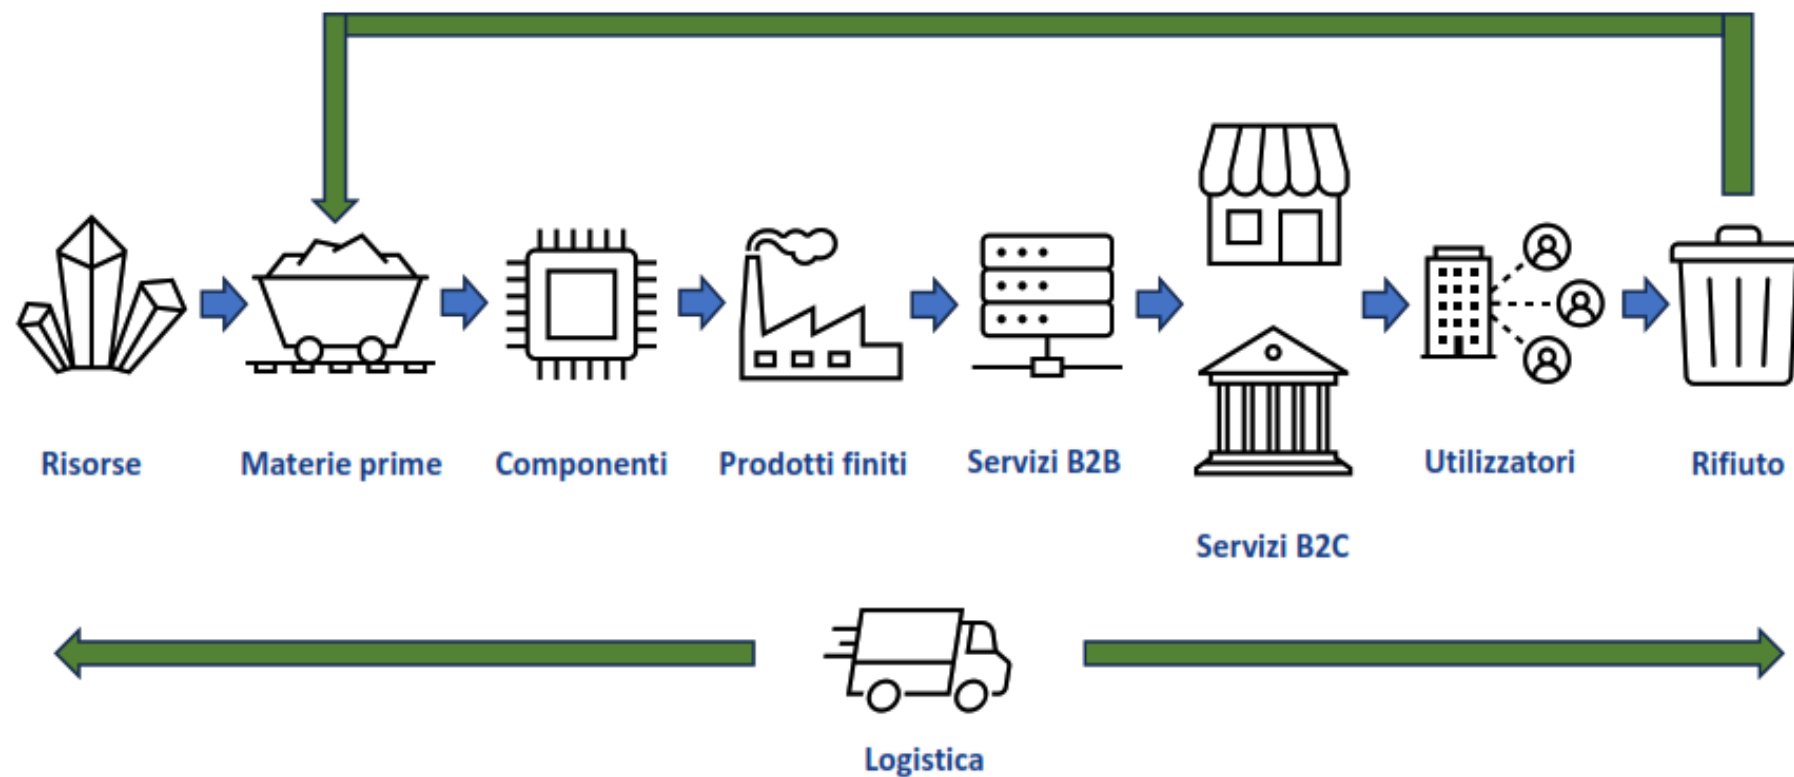 Risorse
Materie prime
Componenti
Prodotti finiti
Servizi B2B
Servizi B2C
Utilizzatori
Rifiuto
Logistica